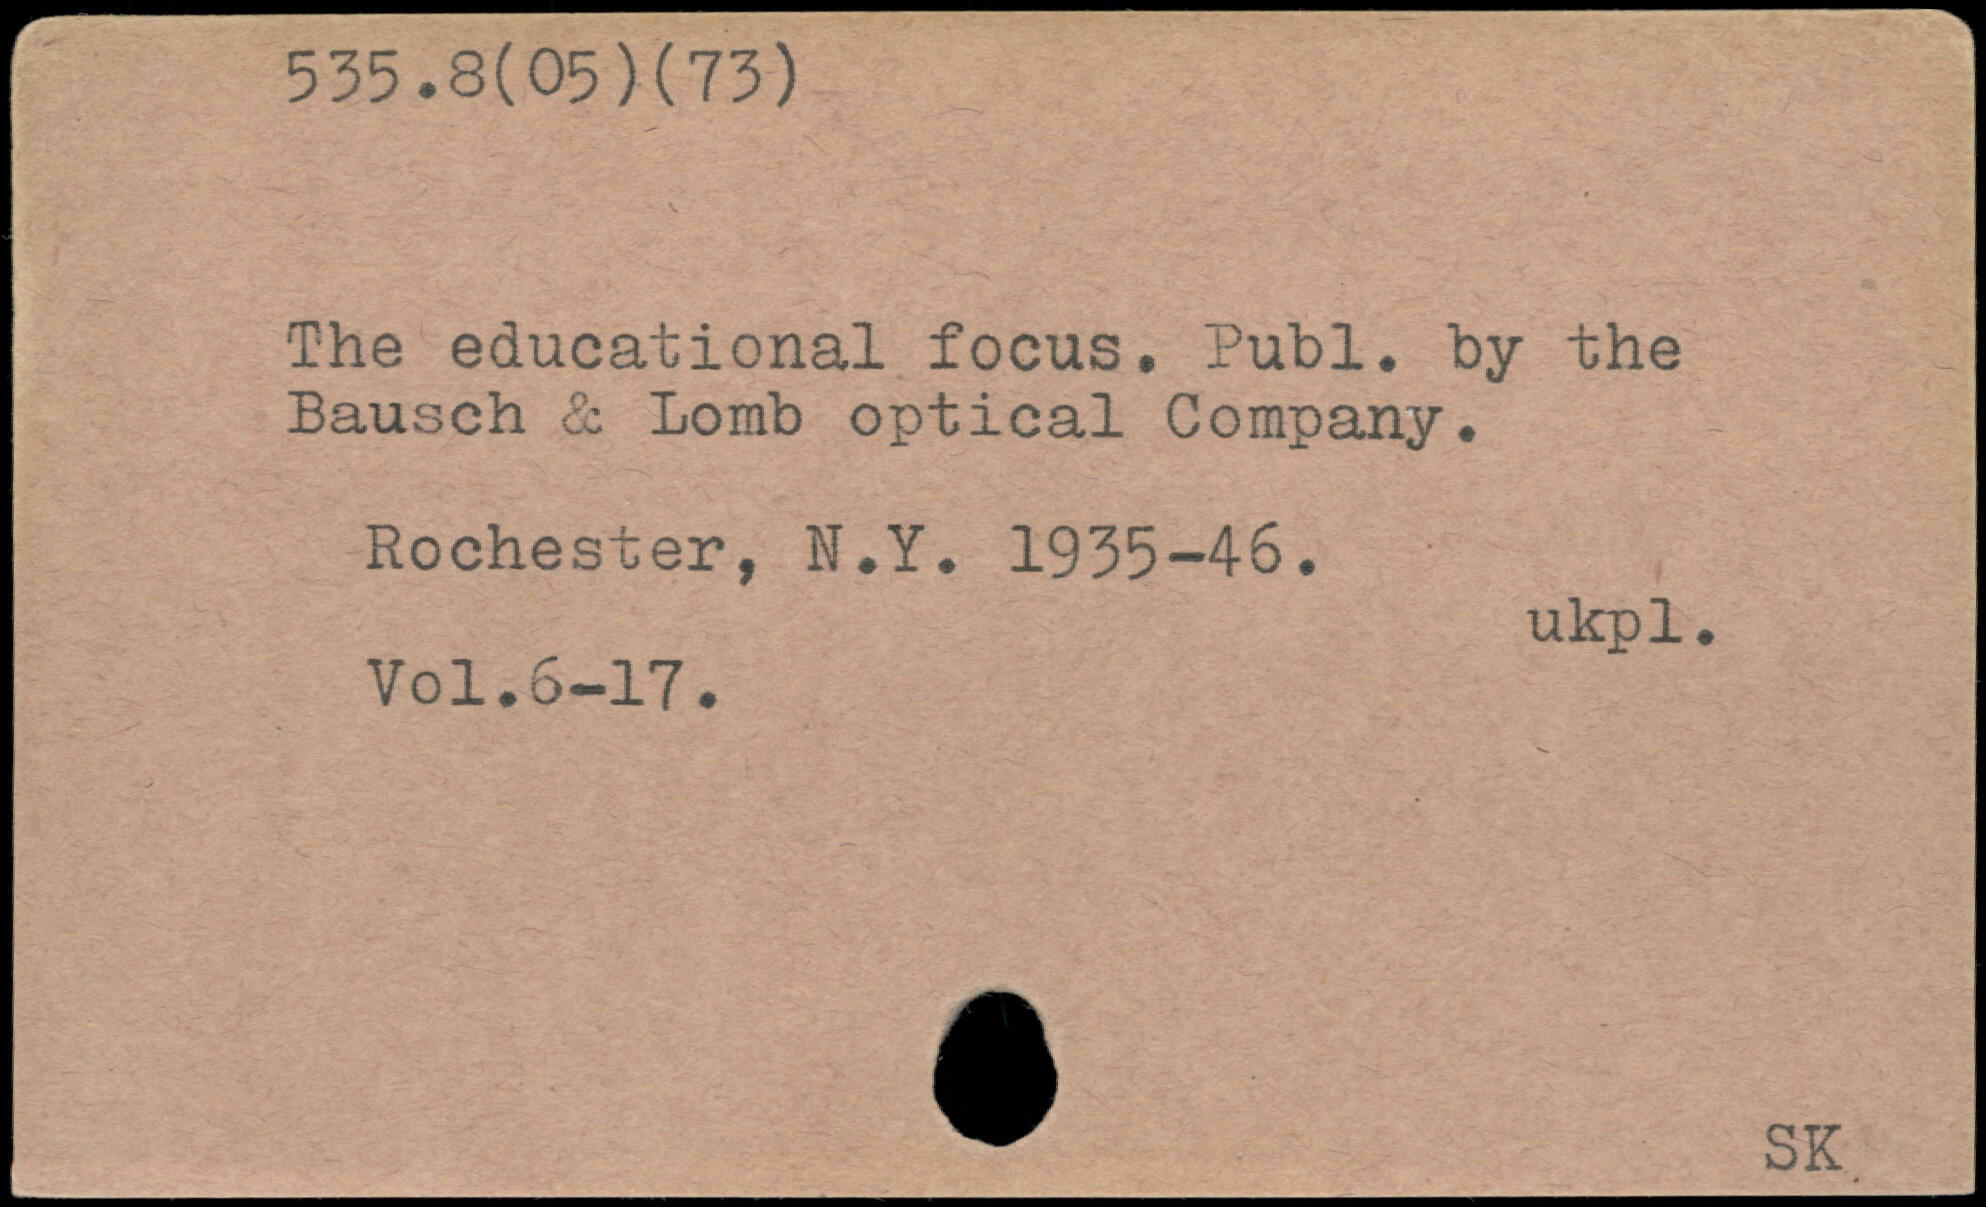 535.8(05)(73)
The educational focus. Publ. by the
Bausch & Lomb optical Company.
Rochester, N.Y. 1935-46.
ukpl.
Vol.6-17.
SK